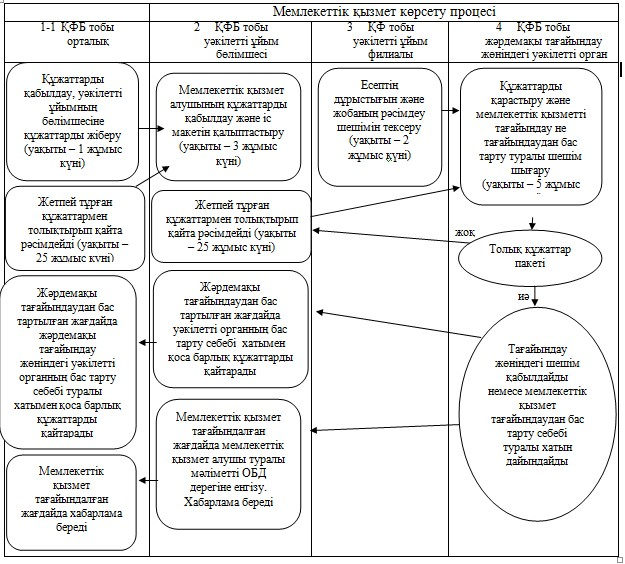 Мемлекеттік қызмет көрсету процесі
1-1 ҚФБ тобы
орталық
2 ҚФБ тобы
уәкілетті ұйым
бөлімшесі
3 ҚФ тобы
уәкілетті ұйым
филиалы
4 ҚФБ тобы
жәрдемақы тағайындау
жөніндегі уәкілетті орган
Құжаттарды
қабылдау, уәкілетті
ұйымның
бөлімшесіне
құжаттарды жіберу
(уақыты – 1 жұмыс
күні)
Мемлекеттік қызмет
алушының құжаттарды
қабылдау және іс
макетін қалыптастыру
(уақыты – 3 жұмыс
күні)
Есептің
дұрыстығын және
жобаның рәсімдеу
шешімін тексеру
(уақыты – 2
жұмыс күні)
Құжаттарды
қарастыру және
мемлекеттік қызметті
тағайындау не
тағайындаудан бас
тарту туралы шешім
шығару
(уақыты – 5 жұмыс
Жетпей тұрған
құжаттармен
толықтырып қайта
рәсімдейді (уақыты –
25 жұмыс күні)
Жетпей тұрған
құжаттармен толықтырып
қайта рәсімдейді (уақыты
– 25 жұмыс күні)
жоқ
Толық құжаттар
пакеті
иә
Жәрдемақы
тағайындаудан бас
тартылған жағдайда
жәрдемақы
тағайындау
жөніндегі уәкілетті
органның бас тарту
себебі туралы
хатымен қоса барлық
құжаттарды
қайтарады
Жәрдемақы
тағайындаудан бас
тартылған жағдайда
уәкілетті органның бас
тарту себебі хатымен
қоса барлық құжаттарды
қайтарады
Тағайындау
жөніндегі шешім
қабылдайды
немесе мемлекеттік
қызмет
тағайындаудан бас
тарту себебі
туралы хатын
дайындайды
Мемлекеттік қызмет
тағайындалған
жағдайда мемлекеттік
қызмет алушы туралы
мәліметті ОБД
дерегіне енгізу.
Хабарлама береді
Мемлекеттік
қызмет
тағайындалған
жағдайда хабарлама
береді